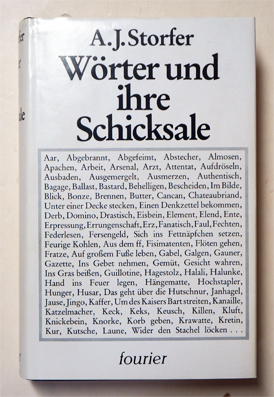 A. J. Storfer
Wörter und
ihre
Schicksale
Aar, Abgebrannt, Abgefeimt, Abstecher, Almosen,
Apachen, Arbeit, Arsenal, Arzt, Attentat, Aufdröseln,
Ausbaden, Ausgemergelt, Ausmerzen, Authentisch,
Bagage, Ballast, Bastard, Behelligen, Bescheiden, Im Bilde,
Blick, Bonze, Brennen, Butter, Cancan, Chateaubriand,
Unter einer Decke stecken, Einen Denkzettel bekommen,
Derb, Domino, Drastisch, Eisbein, Element, Elend, Ente,
Erpressung, Errungenschaft, Erz, Fanatisch, Faul, Fechten,
Federlesen, Fersengeld, Sich ins Fettnäpfchen setzen,
Feurige Kohlen, Aus dem ff, Fisimatenten, Flöten gehen,
Fratze, Auf großem Fuße leben, Gabel, Galgen, Gauner,
Gazette, Ins Gebet nehmen, Gemüt, Gesicht wahren,
Ins Gras beißen, Guillotine, Hagestolz, Halali, Halunke,
Hand ins Feuer legen, Hängematte, Hochstapler,
Hunger, Husar, Das geht über die Hutschnur, Janhagel,
Jause, Jingo, Kaffer, Um des Kaisers Bart streiten, Kanaille,
Katzelmacher, Keck, Keks, Keusch, Killen, Kluft,
Knickebein, Knorke, Korb geben, Krawatte, Kretin,
Kur, Kutsche, Laune, Wider den Stachel löcken . . .
fourier